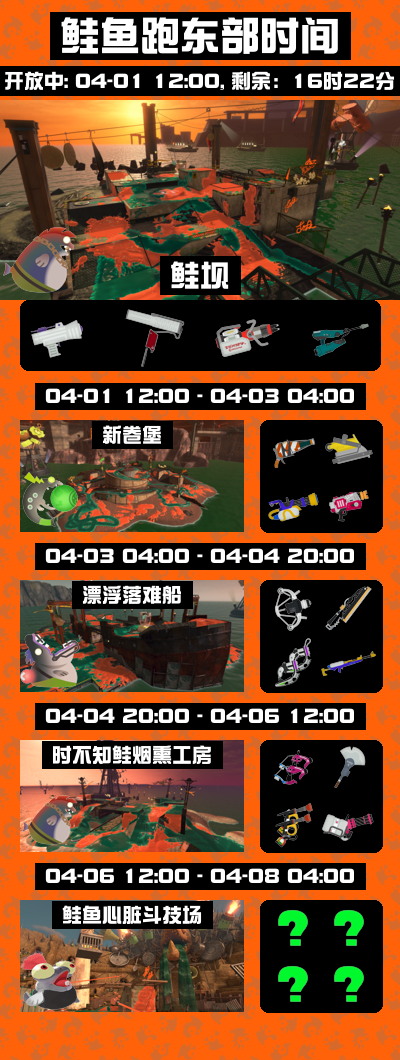 鲑鱼跑东部时间
开放中: 04-01 12:00, 剩余: 16时22分
鲑坝
04-01 12:00 - 04-03 04:00
新卷堡
04-03 04:00 - 04-04 20:00
漂浮落难船
04-04 20:00 - 04-06 12:00
时不知鲑烟熏工房
04-06 12:00 - 04-08 04:00
鲑鱼心脏斗技场
? ?
? ?